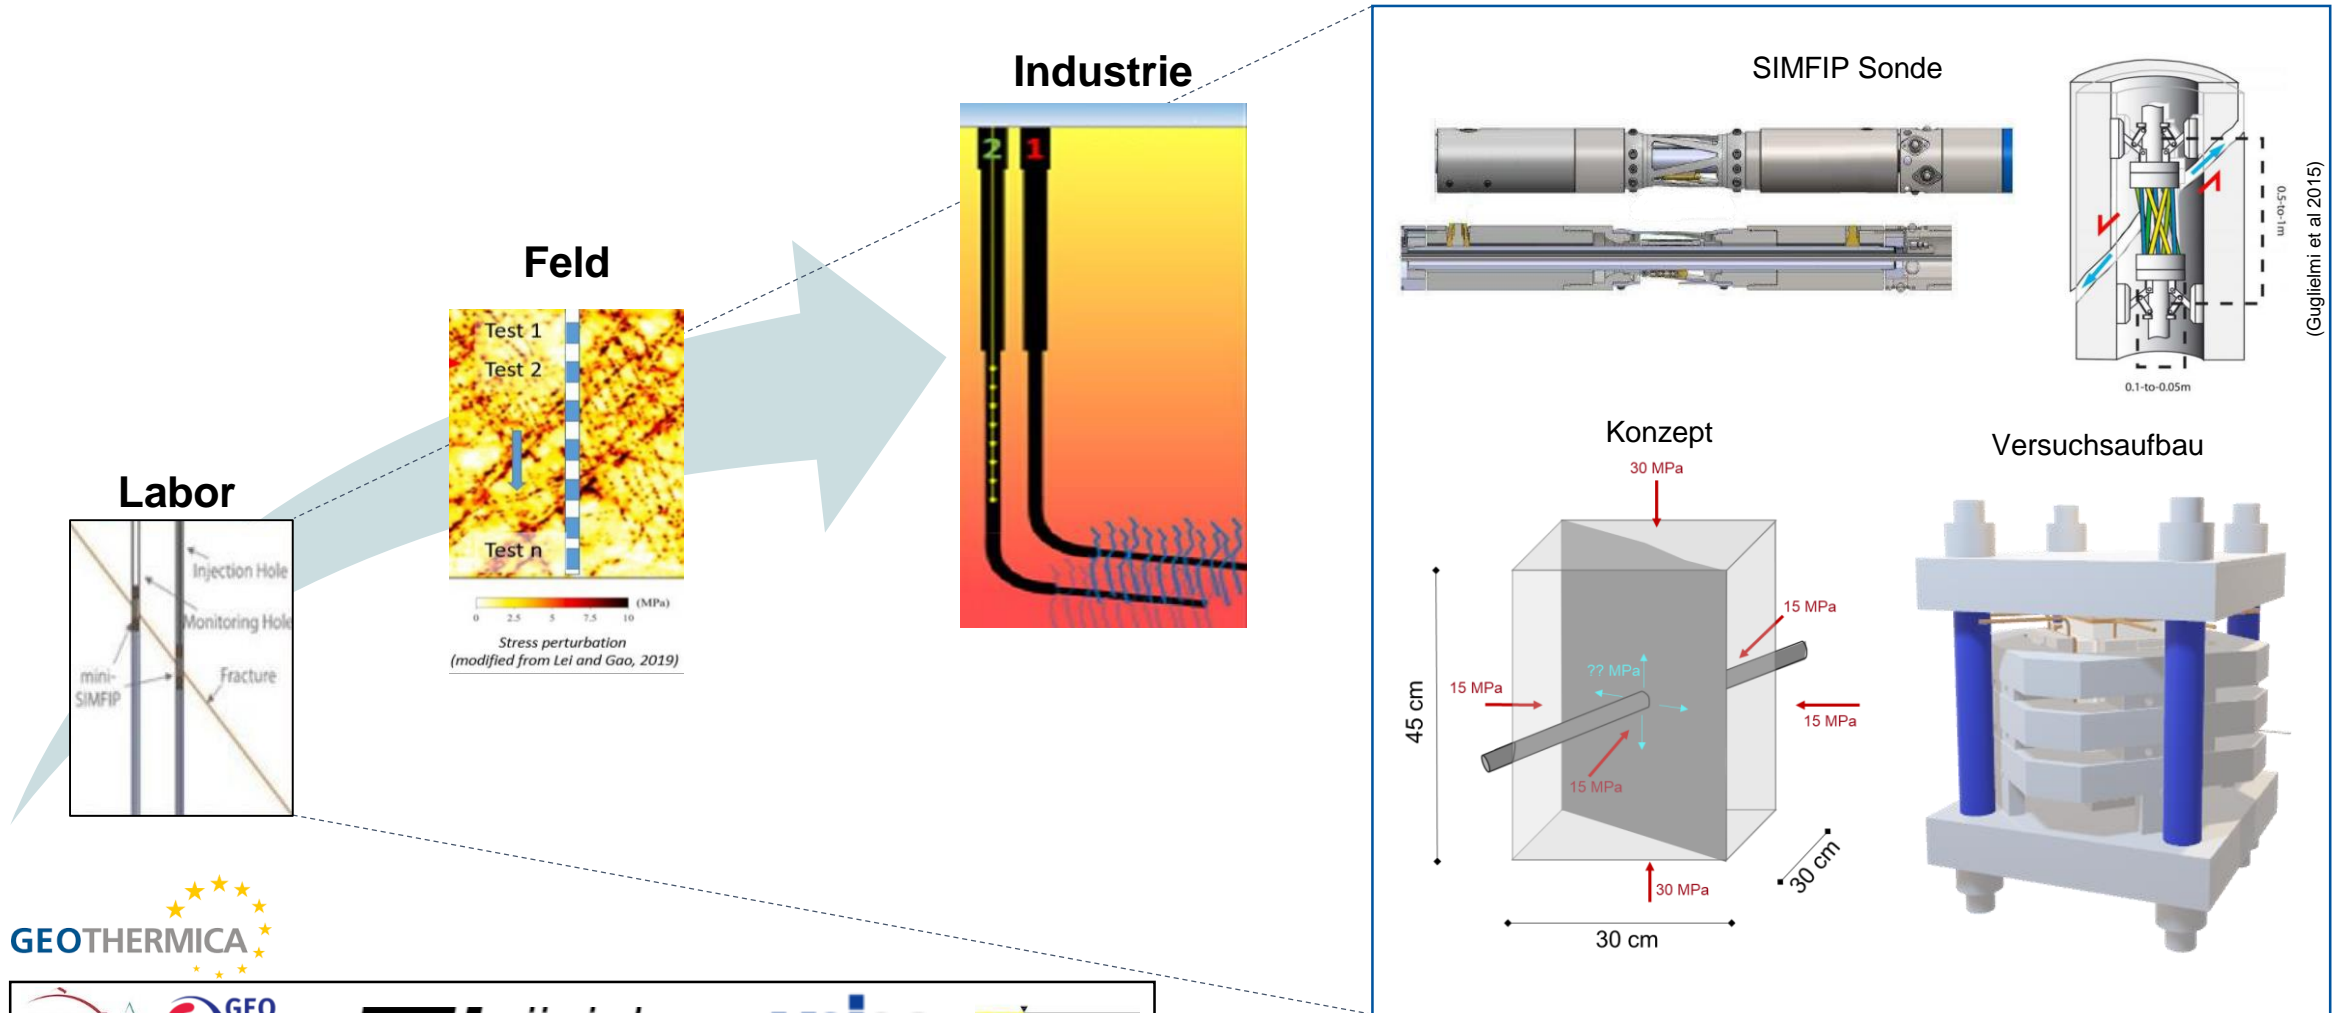 Industrie
2
1
Feld
Test 1
Test 2
Test n
(MPa)
0 2.5 5 7.5 10
Stress perturbation
(modified from Lei and Gao, 2019)
Labor
Injection Hole
Monitoring Hole
mini-
SIMFIP
Fracture
GEOTHERMICA
GEO
SIMFIP Sonde
0.5-to-1m
0.1-to-0.05m
(Guglielmi et al 2015)
Konzept
30 MPa
15 MPa
?? MPa
15 MPa
15 MPa
15 MPa
30 MPa
45 cm
30 cm
30 cm
Versuchsaufbau